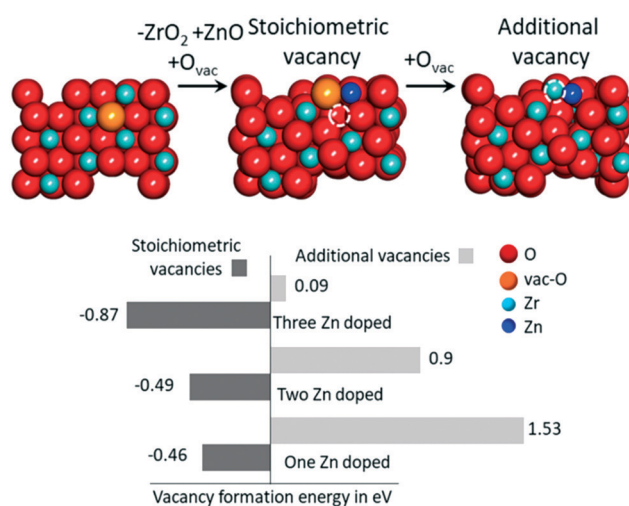 -ZrO₂ +ZnO
+Oᵥₐc
Stoichiometric
vacancy
+Oᵥₐc
Additional
vacancy
Stoichiometric
vacancies
Additional vacancies
0.09
-0.87
Three Zn doped
0.9
-0.49
Two Zn doped
1.53
-0.46
One Zn doped
Vacancy formation energy in eV
O
vac-O
Zr
Zn